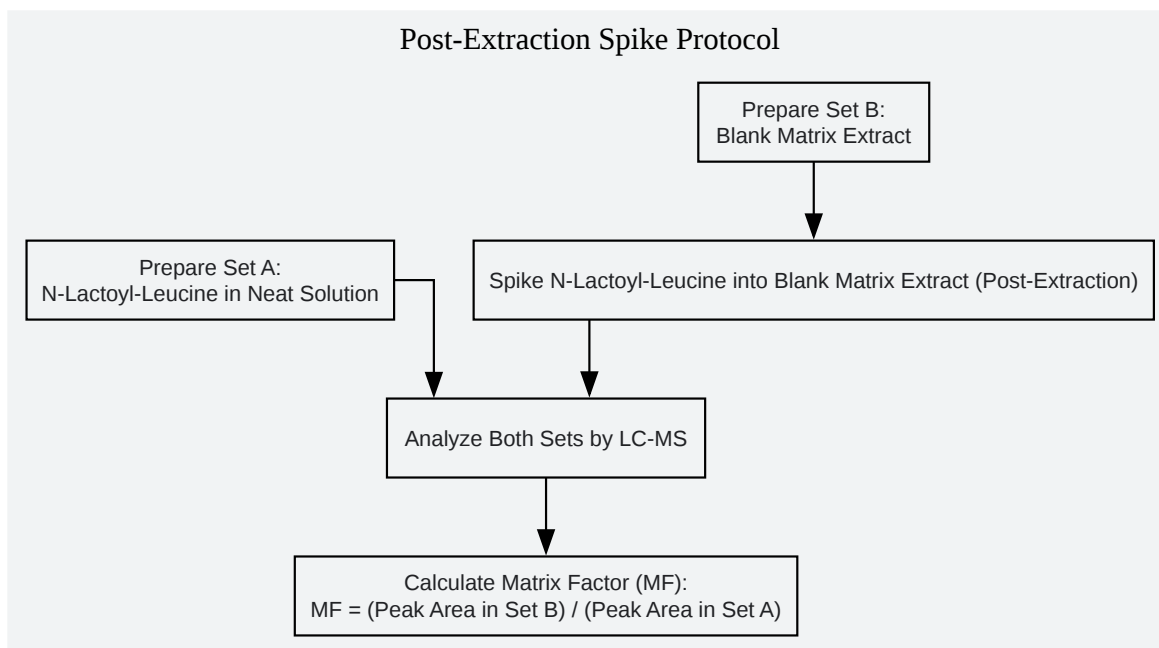 Post-Extraction Spike Protocol
Prepare Set B:
Blank Matrix Extract
Prepare Set A:
N-Lactoyl-Leucine in Neat Solution
Spike N-Lactoyl-Leucine into Blank Matrix Extract (Post-Extraction)
Analyze Both Sets by LC-MS
Calculate Matrix Factor (MF):
MF = (Peak Area in Set B) / (Peak Area in Set A)